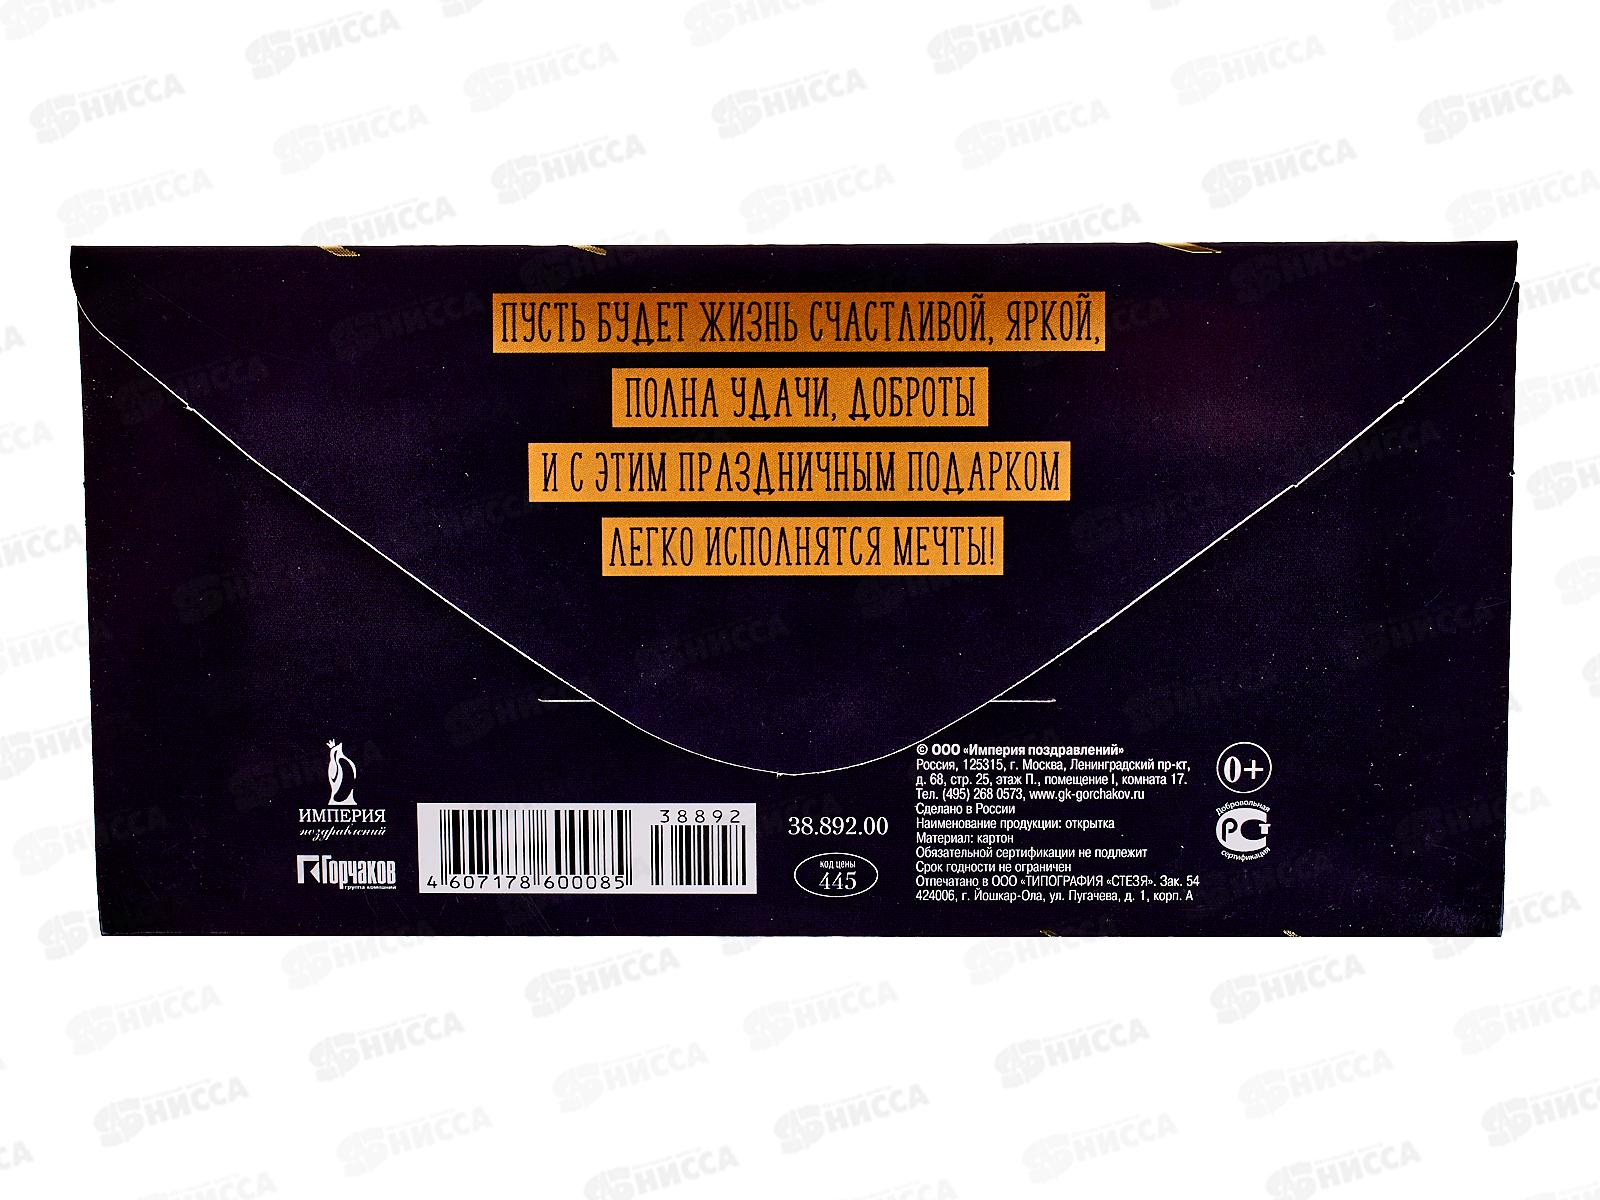 ПУСТЬ БУДЕТ ЖИЗНЬ СЧАСТЛИВОЙ, ЯРКОЙ,
ПОЛНА УДАЧИ, ДОБРОТЫ
И С ЭТИМ ПРАЗДНИЧНЫМ ПОДАРКОМ
ЛЕГКО ИСПОЛНЯТСЯ МЕЧТЫ!
ИМПЕРИЯ
поздравлений
Горчаков
группа компаний
38892
4 607178 600085
38.892.00
код цены
445
© ООО «Империя поздравлений»
Россия, 125315, г. Москва, Ленинградский пр-кт,
д. 68, стр. 25, этаж П., помещение I, комната 17.
Тел. (495) 268 0573, www.gk-gorchakov.ru
Сделано в России
Наименование продукции: открытка
Материал: картон
Обязательной сертификации не подлежит
Срок годности не ограничен
Отпечатано в ООО «ТИПОГРАФИЯ «СТЕЗЯ». Зак. 54
424006, г. Йошкар-Ола, ул. Пугачева, д. 1, корп. А
0+
Добровольная
РСТ
сертификация
НИССА